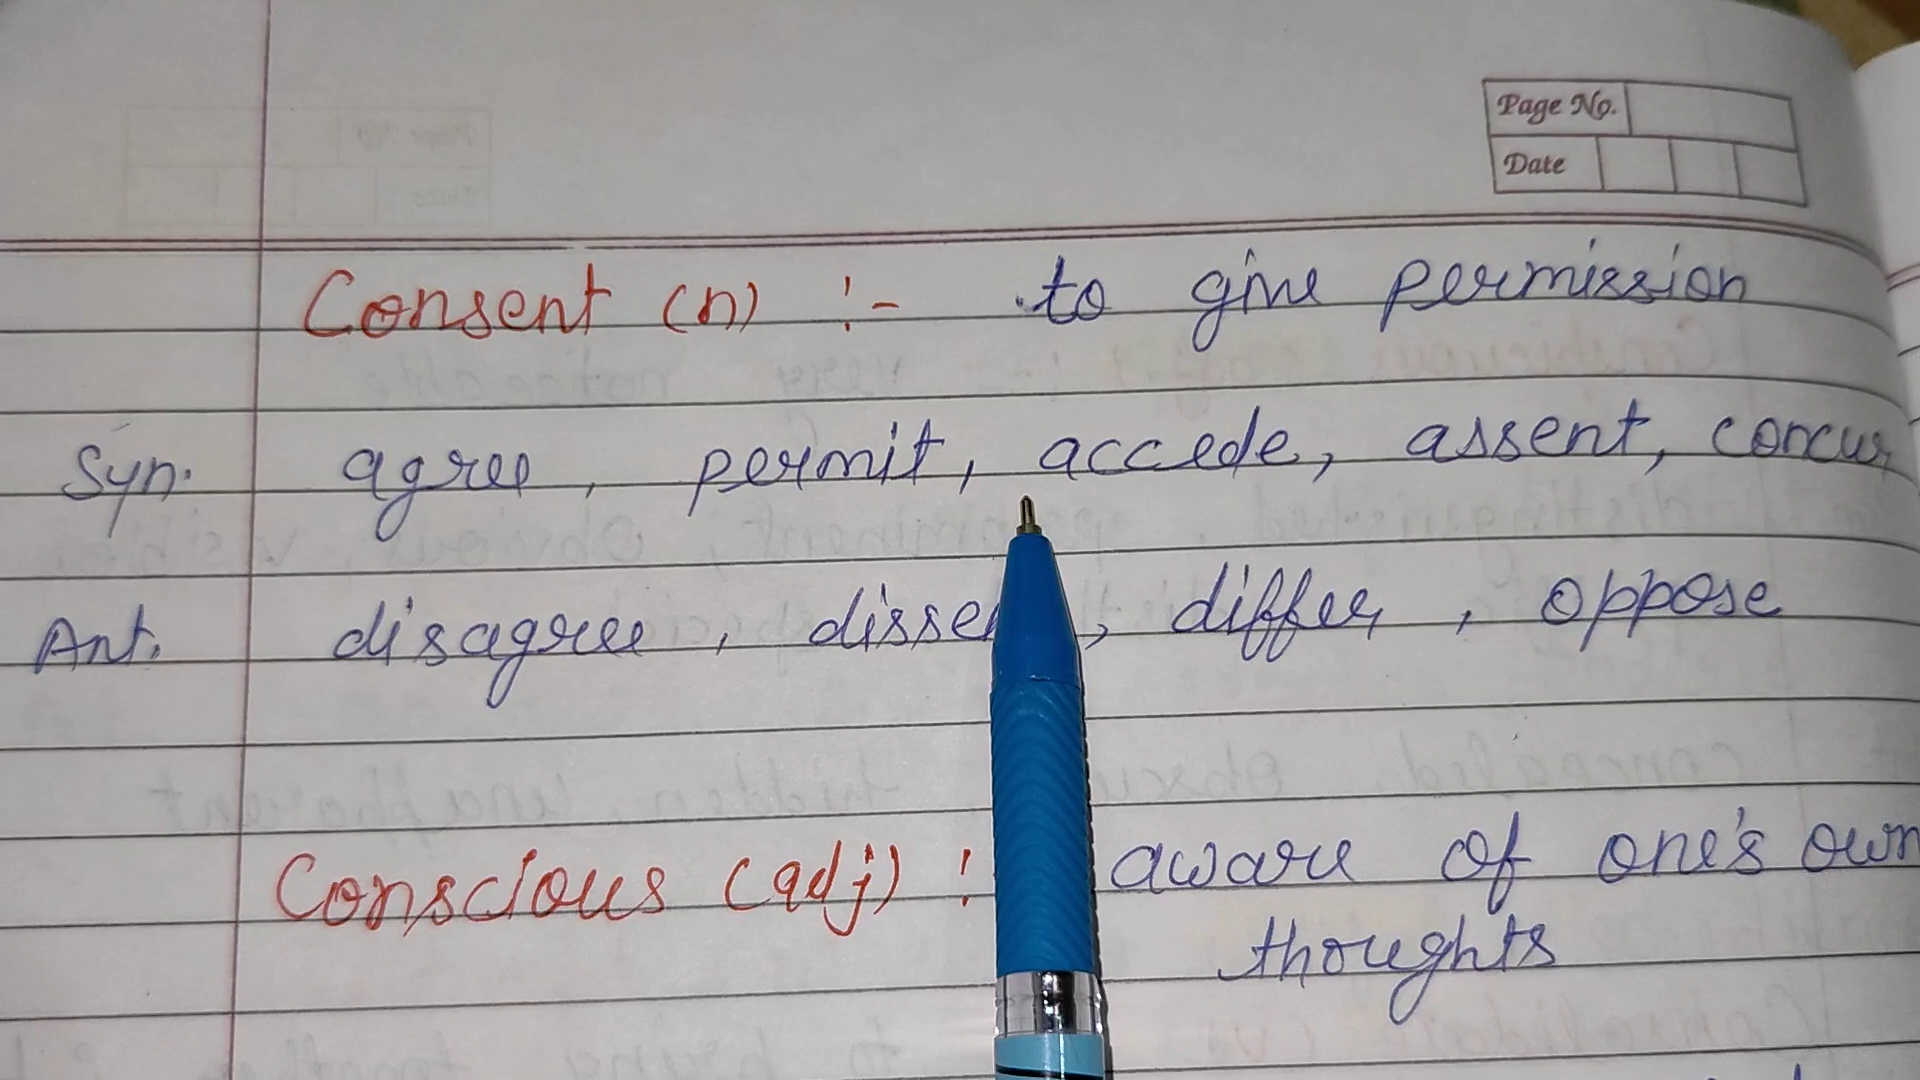 Page No.
Date
Consent (n) :- to give permission
Syn. agree, permit, accede, assent, concur,
Ant. disagree, differ, oppose
Conscious (adj) : aware of one's own
thoughts